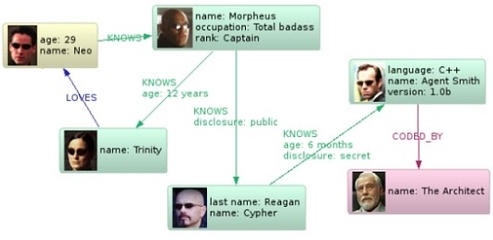 name: Morpheus
occupation: Total badass
rank: Captain
age: 29
name: Neo
KNOWS
KNOWS
age: 12 years
KNOWS
disclosure: public
language: C++
name: Agent Smith
version: 1.0b
LOVES
name: Trinity
KNOWS
age: 6 months
disclosure: secret
CODED_BY
last name: Reagan
name: Cypher
name: The Architect